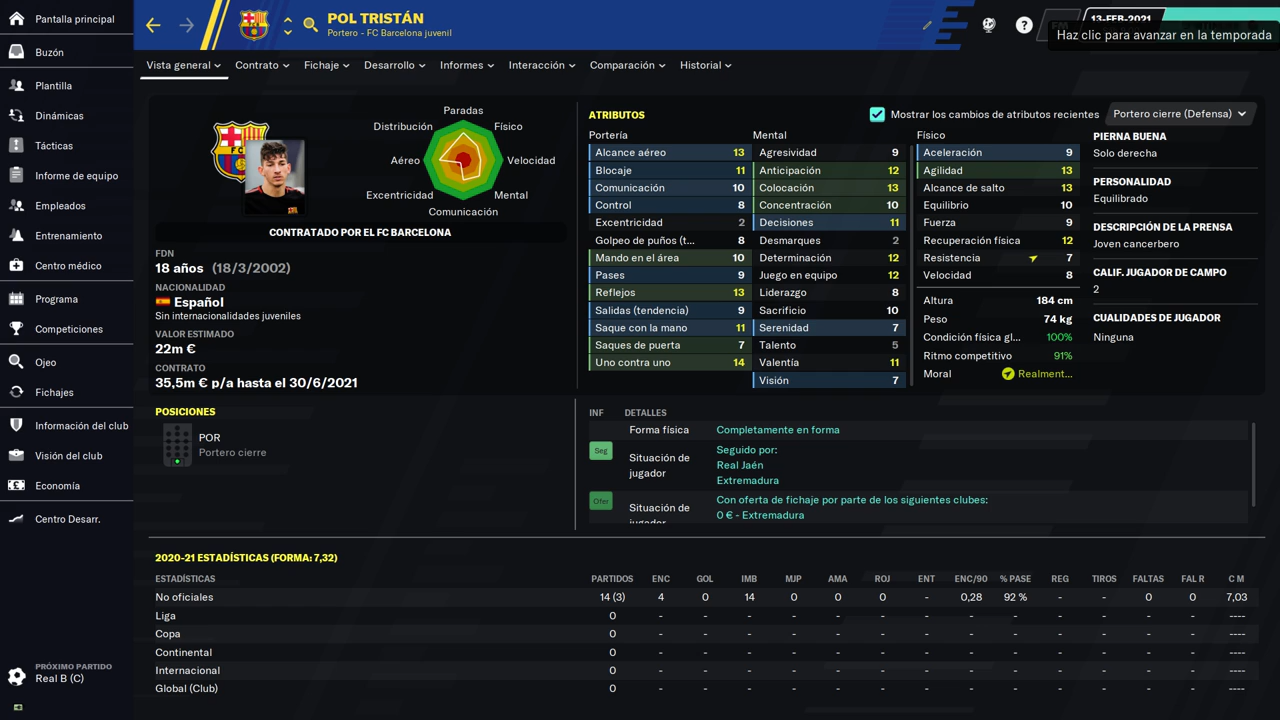 Pantalla principal
Buzón
Plantilla
Dinámicas
Tácticas
Informe de equipo
Empleados
Entrenamiento
Centro médico
Programa
Competiciones
Ojeo
Fichajes
Información del club
Visión del club
Economía
Centro Desarr.
PRÓXIMO PARTIDO
Real B (C)
POL TRISTÁN
Portero - FC Barcelona juvenil
13-FEB-2021
Haz clic para avanzar en la temporada
Vista general Contrato Fichaje Desarrollo Informes Interacción Comparación Historial
Paradas
Distribución Físico
Aéreo Velocidad
Excentricidad Mental
Comunicación
CONTRATADO POR EL FC BARCELONA
FDN
18 años (18/3/2002)
NACIONALIDAD
Español
Sin internacionalidades juveniles
VALOR ESTIMADO
22m €
CONTRATO
35,5m € p/a hasta el 30/6/2021
ATRIBUTOS
Mostrar los cambios de atributos recientes
Portero cierre (Defensa)
Portería
Alcance aéreo 13
Blocaje 11
Comunicación 10
Control 8
Excentricidad 2
Golpeo de puños (t... 8
Mando en el área 10
Pases 9
Reflejos 13
Salidas (tendencia) 9
Saque con la mano 11
Saques de puerta 7
Uno contra uno 14
Mental
Agresividad 9
Anticipación 12
Colocación 13
Concentración 10
Decisiones 11
Desmarques 2
Determinación 12
Juego en equipo 12
Liderazgo 8
Sacrificio 10
Serenidad 7
Talento 5
Valentía 11
Visión 7
Físico
Aceleración 9
Agilidad 13
Alcance de salto 13
Equilibrio 10
Fuerza 9
Recuperación física 12
Resistencia 7
Velocidad 8
Altura 184 cm
Peso 74 kg
Condición física gl... 100%
Ritmo competitivo 91%
Moral Realment...
PIERNA BUENA
Solo derecha
PERSONALIDAD
Equilibrado
DESCRIPCIÓN DE LA PRENSA
Joven cancerbero
CALIF. JUGADOR DE CAMPO
2
CUALIDADES DE JUGADOR
Ninguna
POSICIONES
POR
Portero cierre
INF DETALLES
Forma física Completamente en forma
Seg Situación de jugador
Seguido por:
Real Jaén
Extremadura
Ofer Situación de jugador
Con oferta de fichaje por parte de los siguientes clubes:
0 € - Extremadura
2020-21 ESTADÍSTICAS (FORMA: 7,32)
ESTADÍSTICAS PARTIDOS ENC GOL IMB MJP AMA ROJ ENT ENC/90 % PASE REG TIROS FALTAS FAL R C M
No oficiales 14 (3) 4 0 14 0 0 0 - 0,28 92 % - - 0 0 7,03
Liga 0 - - - - - - - - - - - - - ----
Copa 0 - - - - - - - - - - - - - ----
Continental 0 - - - - - - - - - - - - - ----
Internacional 0 - - - - - - - - - - - - - ----
Global (Club) 0 - - - - - - - - - - - - - ----